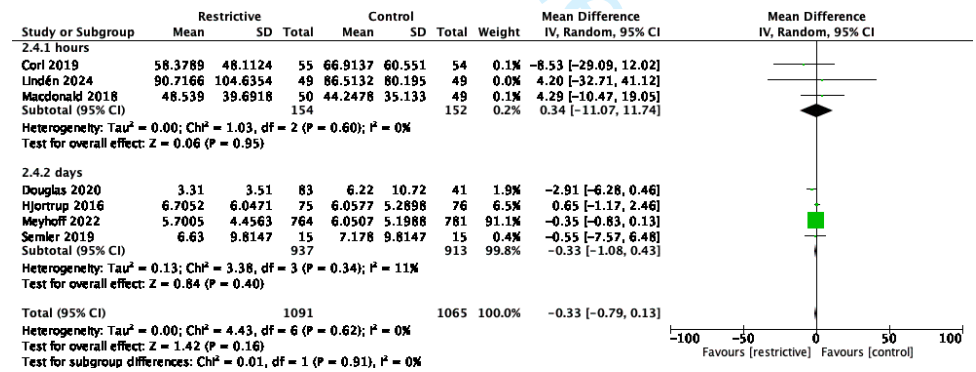 Restrictive Control Mean Difference Mean Difference
Study or Subgroup Mean SD Total Mean SD Total Weight IV, Random, 95% CI IV, Random, 95% CI
2.4.1 hours
Corl 2019 58.3789 48.1124 55 66.9137 60.551 54 0.1% −8.53 [−29.09, 12.02]
Lindén 2024 90.7166 104.6354 49 86.5132 80.195 49 0.0% 4.20 [−32.71, 41.12]
Macdonald 2018 48.539 39.6918 50 44.2478 35.133 49 0.1% 4.29 [−10.47, 19.05]
Subtotal (95% CI) 154 152 0.2% 0.34 [−11.07, 11.74]
Heterogeneity: Tau² = 0.00; Chi² = 1.03, df = 2 (P = 0.60); I² = 0%
Test for overall effect: Z = 0.06 (P = 0.95)
2.4.2 days
Douglas 2020 3.31 3.51 83 6.22 10.72 41 1.9% −2.91 [−6.28, 0.46]
Hjortrup 2016 6.7052 6.0471 75 6.0577 5.2898 76 6.5% 0.65 [−1.17, 2.46]
Meyhoff 2022 5.7005 4.4563 764 6.0507 5.1988 781 91.1% −0.35 [−0.83, 0.13]
Semler 2019 6.63 9.8147 15 7.178 9.8147 15 0.4% −0.55 [−7.57, 6.48]
Subtotal (95% CI) 937 913 99.8% −0.33 [−1.08, 0.43]
Heterogeneity: Tau² = 0.13; Chi² = 3.38, df = 3 (P = 0.34); I² = 11%
Test for overall effect: Z = 0.84 (P = 0.40)
Total (95% CI) 1091 1065 100.0% −0.33 [−0.79, 0.13]
Heterogeneity: Tau² = 0.00; Chi² = 4.43, df = 6 (P = 0.62); I² = 0%
Test for overall effect: Z = 1.42 (P = 0.16)
Test for subgroup differences: Chi² = 0.01, df = 1 (P = 0.91), I² = 0%
−100 −50 0 50 100
Favours [restrictive] Favours [control]